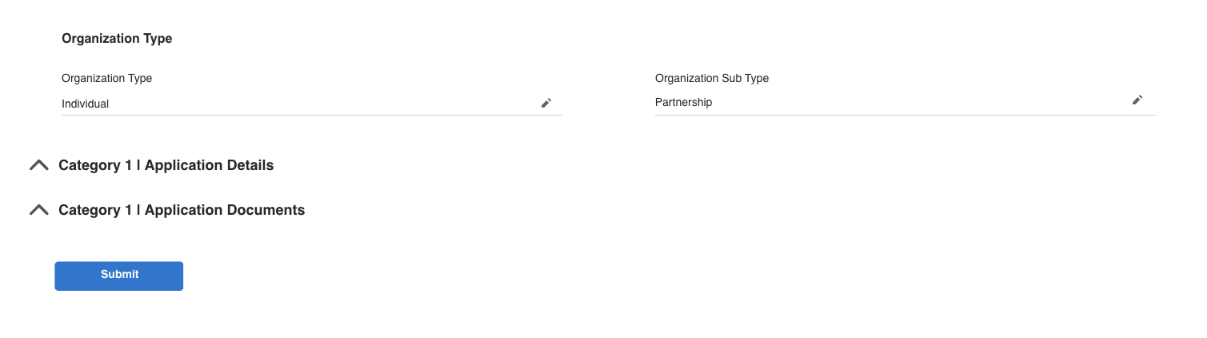 Organization Type
Organization Type
Organization Sub Type
Individual
Partnership
Category 1 | Application Details
Category 1 | Application Documents
Submit